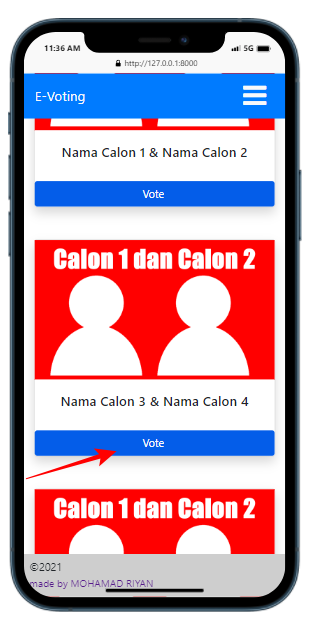 11:36 AM
5G
http://127.0.0.1:8000
E-Voting
Nama Calon 1 & Nama Calon 2
Vote
Calon 1 dan Calon 2
Nama Calon 3 & Nama Calon 4
Vote
Calon 1 dan Calon 2
©2021
made by MOHAMAD RIYAN